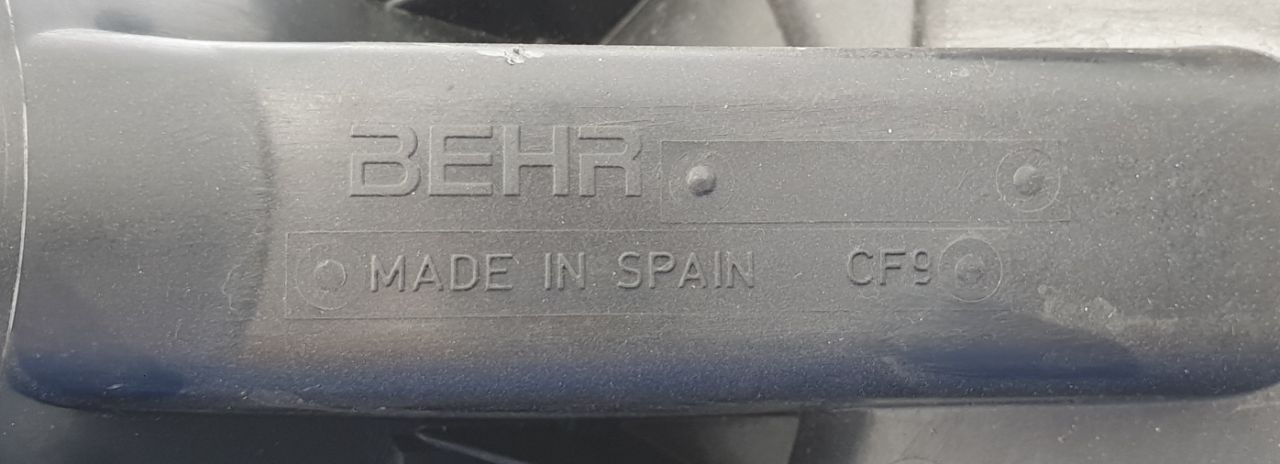 BEHR
MADE IN SPAIN CF9